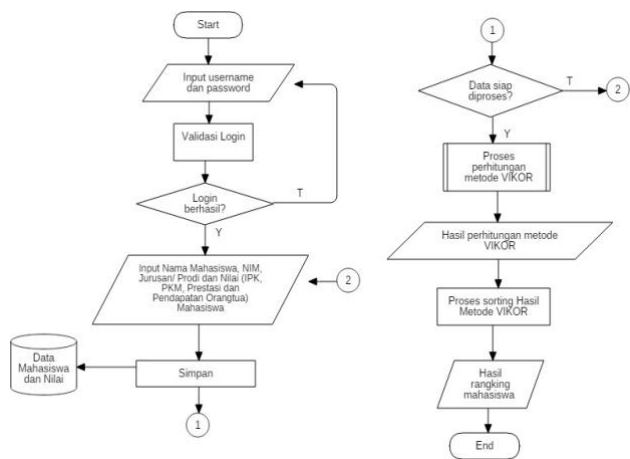 Start
Input username
dan password
Validasi Login
Login
berhasil?
T
Y
Input Nama Mahasiswa, NIM,
Jurusan/ Prodi dan Nilai (IPK,
PKM, Prestasi dan
Pendapatan Orangtua)
Mahasiswa
2
Data
Mahasiswa
dan Nilai
Simpan
1
1
Data siap
diproses?
T
2
Y
Proses
perhitungan
metode VIKOR
Hasil perhitungan metode
VIKOR
Proses sorting Hasil
Metode VIKOR
Hasil
rangking
mahasiswa
End